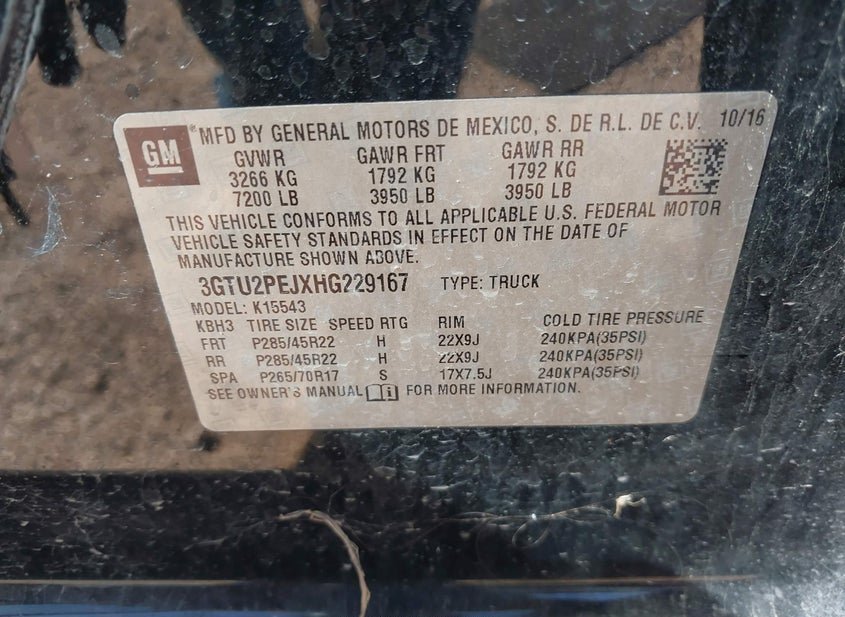 GM ® MFD BY GENERAL MOTORS DE MEXICO, S. DE R.L. DE C.V. 10/16
GVWR GAWR FRT GAWR RR
3266 KG 1792 KG 1792 KG
7200 LB 3950 LB 3950 LB
THIS VEHICLE CONFORMS TO ALL APPLICABLE U.S. FEDERAL MOTOR
VEHICLE SAFETY STANDARDS IN EFFECT ON THE DATE OF
MANUFACTURE SHOWN ABOVE.
3GTU2PEJXHG229167 TYPE: TRUCK
MODEL: K15543
KBH3 TIRE SIZE SPEED RTG RIM COLD TIRE PRESSURE
FRT P285/45R22 H 22X9J 240KPA(35PSI)
RR P285/45R22 H 22X9J 240KPA(35PSI)
SPA P265/70R17 S 17X7.5J 240KPA(35PSI)
SEE OWNER'S MANUAL i FOR MORE INFORMATION.